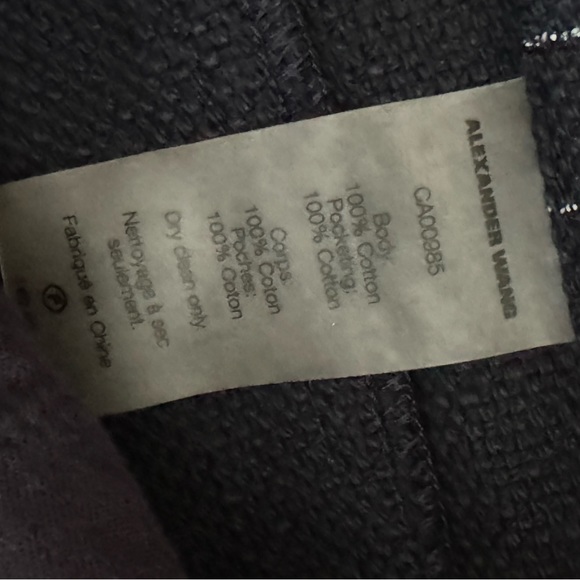 ALEXANDER WANG
CA00985
Body:
100% Cotton
Pocketing:
100% Cotton
Corps:
100% Coton
Poches:
100% Coton
Dry clean only.
Nettoyage à sec
seulement.
Fabriqué en Chine
P